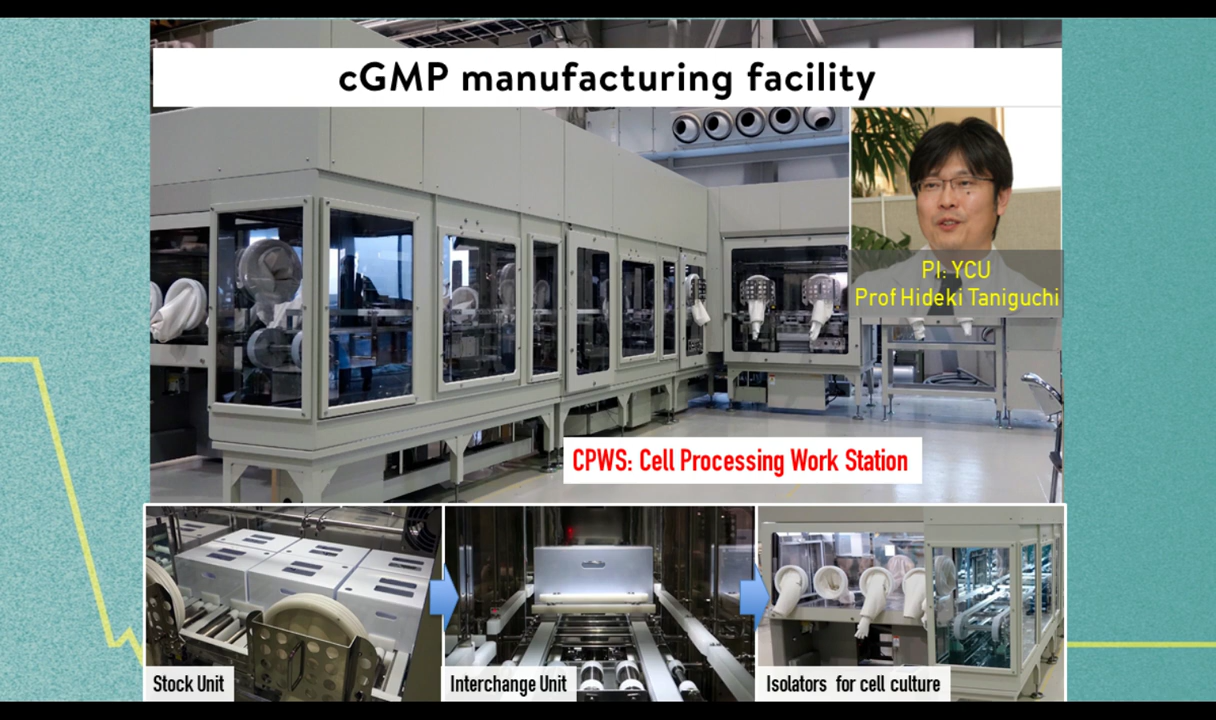 cGMP manufacturing facility
PI: YCU
Prof Hideki Taniguchi
CPWS: Cell Processing Work Station
Stock Unit
Interchange Unit
Isolators for cell culture